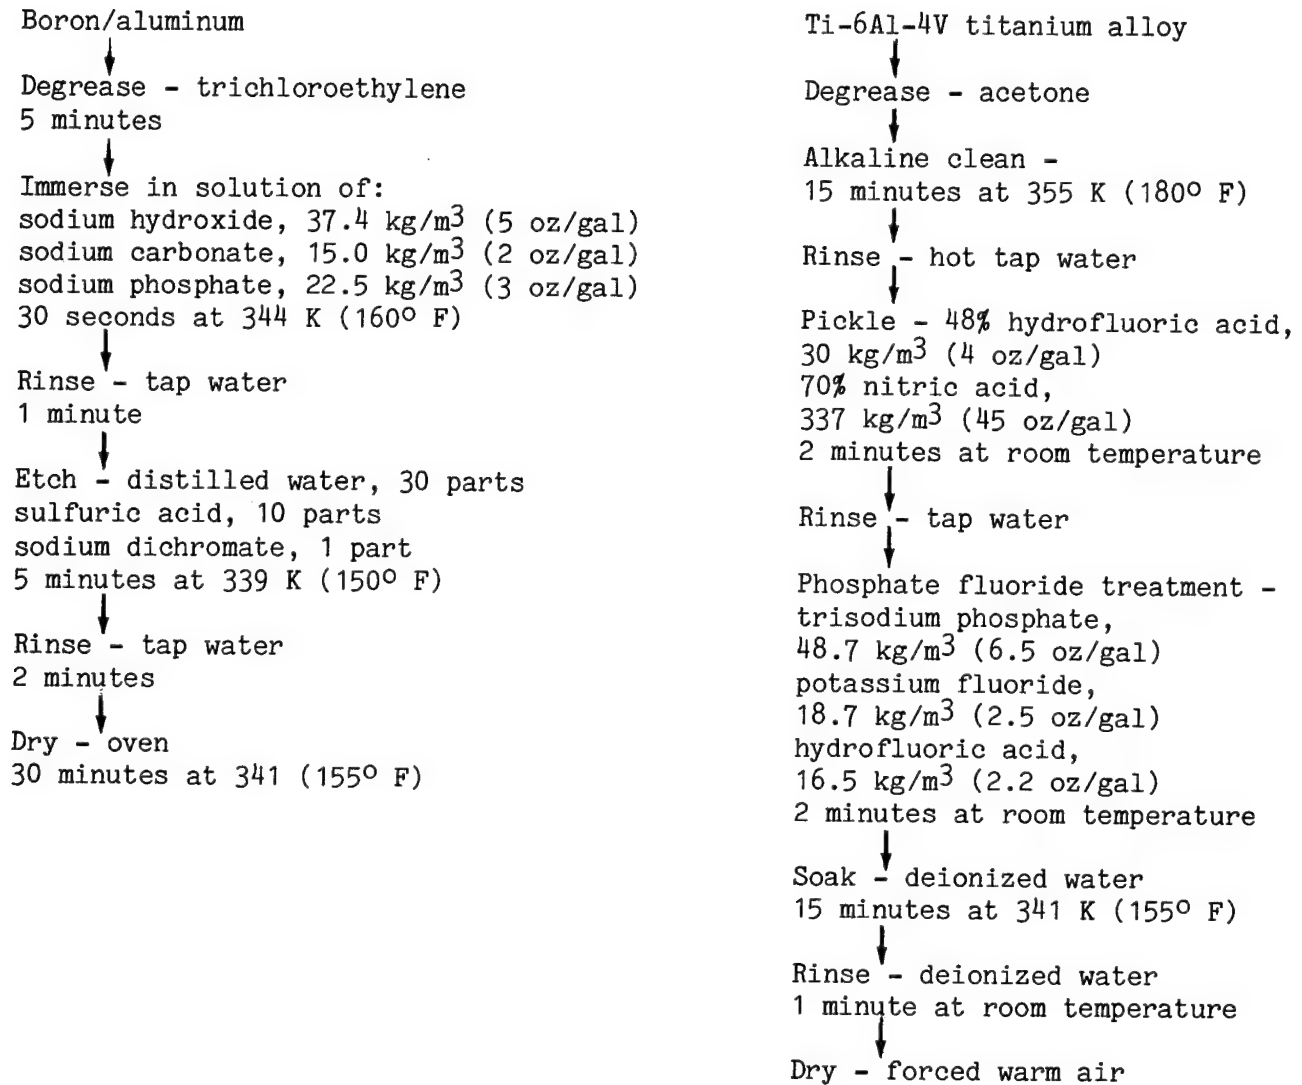 Boron/aluminum
Degrease - trichloroethylene
5 minutes
Immerse in solution of:
sodium hydroxide, 37.4 kg/m3 (5 oz/gal)
sodium carbonate, 15.0 kg/m3 (2 oz/gal)
sodium phosphate, 22.5 kg/m3 (3 oz/gal)
30 seconds at 344 K (160º F)
Rinse - tap water
1 minute
Etch - distilled water, 30 parts
sulfuric acid, 10 parts
sodium dichromate, 1 part
5 minutes at 339 K (150º F)
Rinse - tap water
2 minutes
Dry - oven
30 minutes at 341 (155º F)
Ti-6Al-4V titanium alloy
Degrease - acetone
Alkaline clean -
15 minutes at 355 K (180º F)
Rinse - hot tap water
Pickle - 48% hydrofluoric acid,
30 kg/m3 (4 oz/gal)
70% nitric acid,
337 kg/m3 (45 oz/gal)
2 minutes at room temperature
Rinse - tap water
Phosphate fluoride treatment -
trisodium phosphate,
48.7 kg/m3 (6.5 oz/gal)
potassium fluoride,
18.7 kg/m3 (2.5 oz/gal)
hydrofluoric acid,
16.5 kg/m3 (2.2 oz/gal)
2 minutes at room temperature
Soak - deionized water
15 minutes at 341 K (155º F)
Rinse - deionized water
1 minute at room temperature
Dry - forced warm air